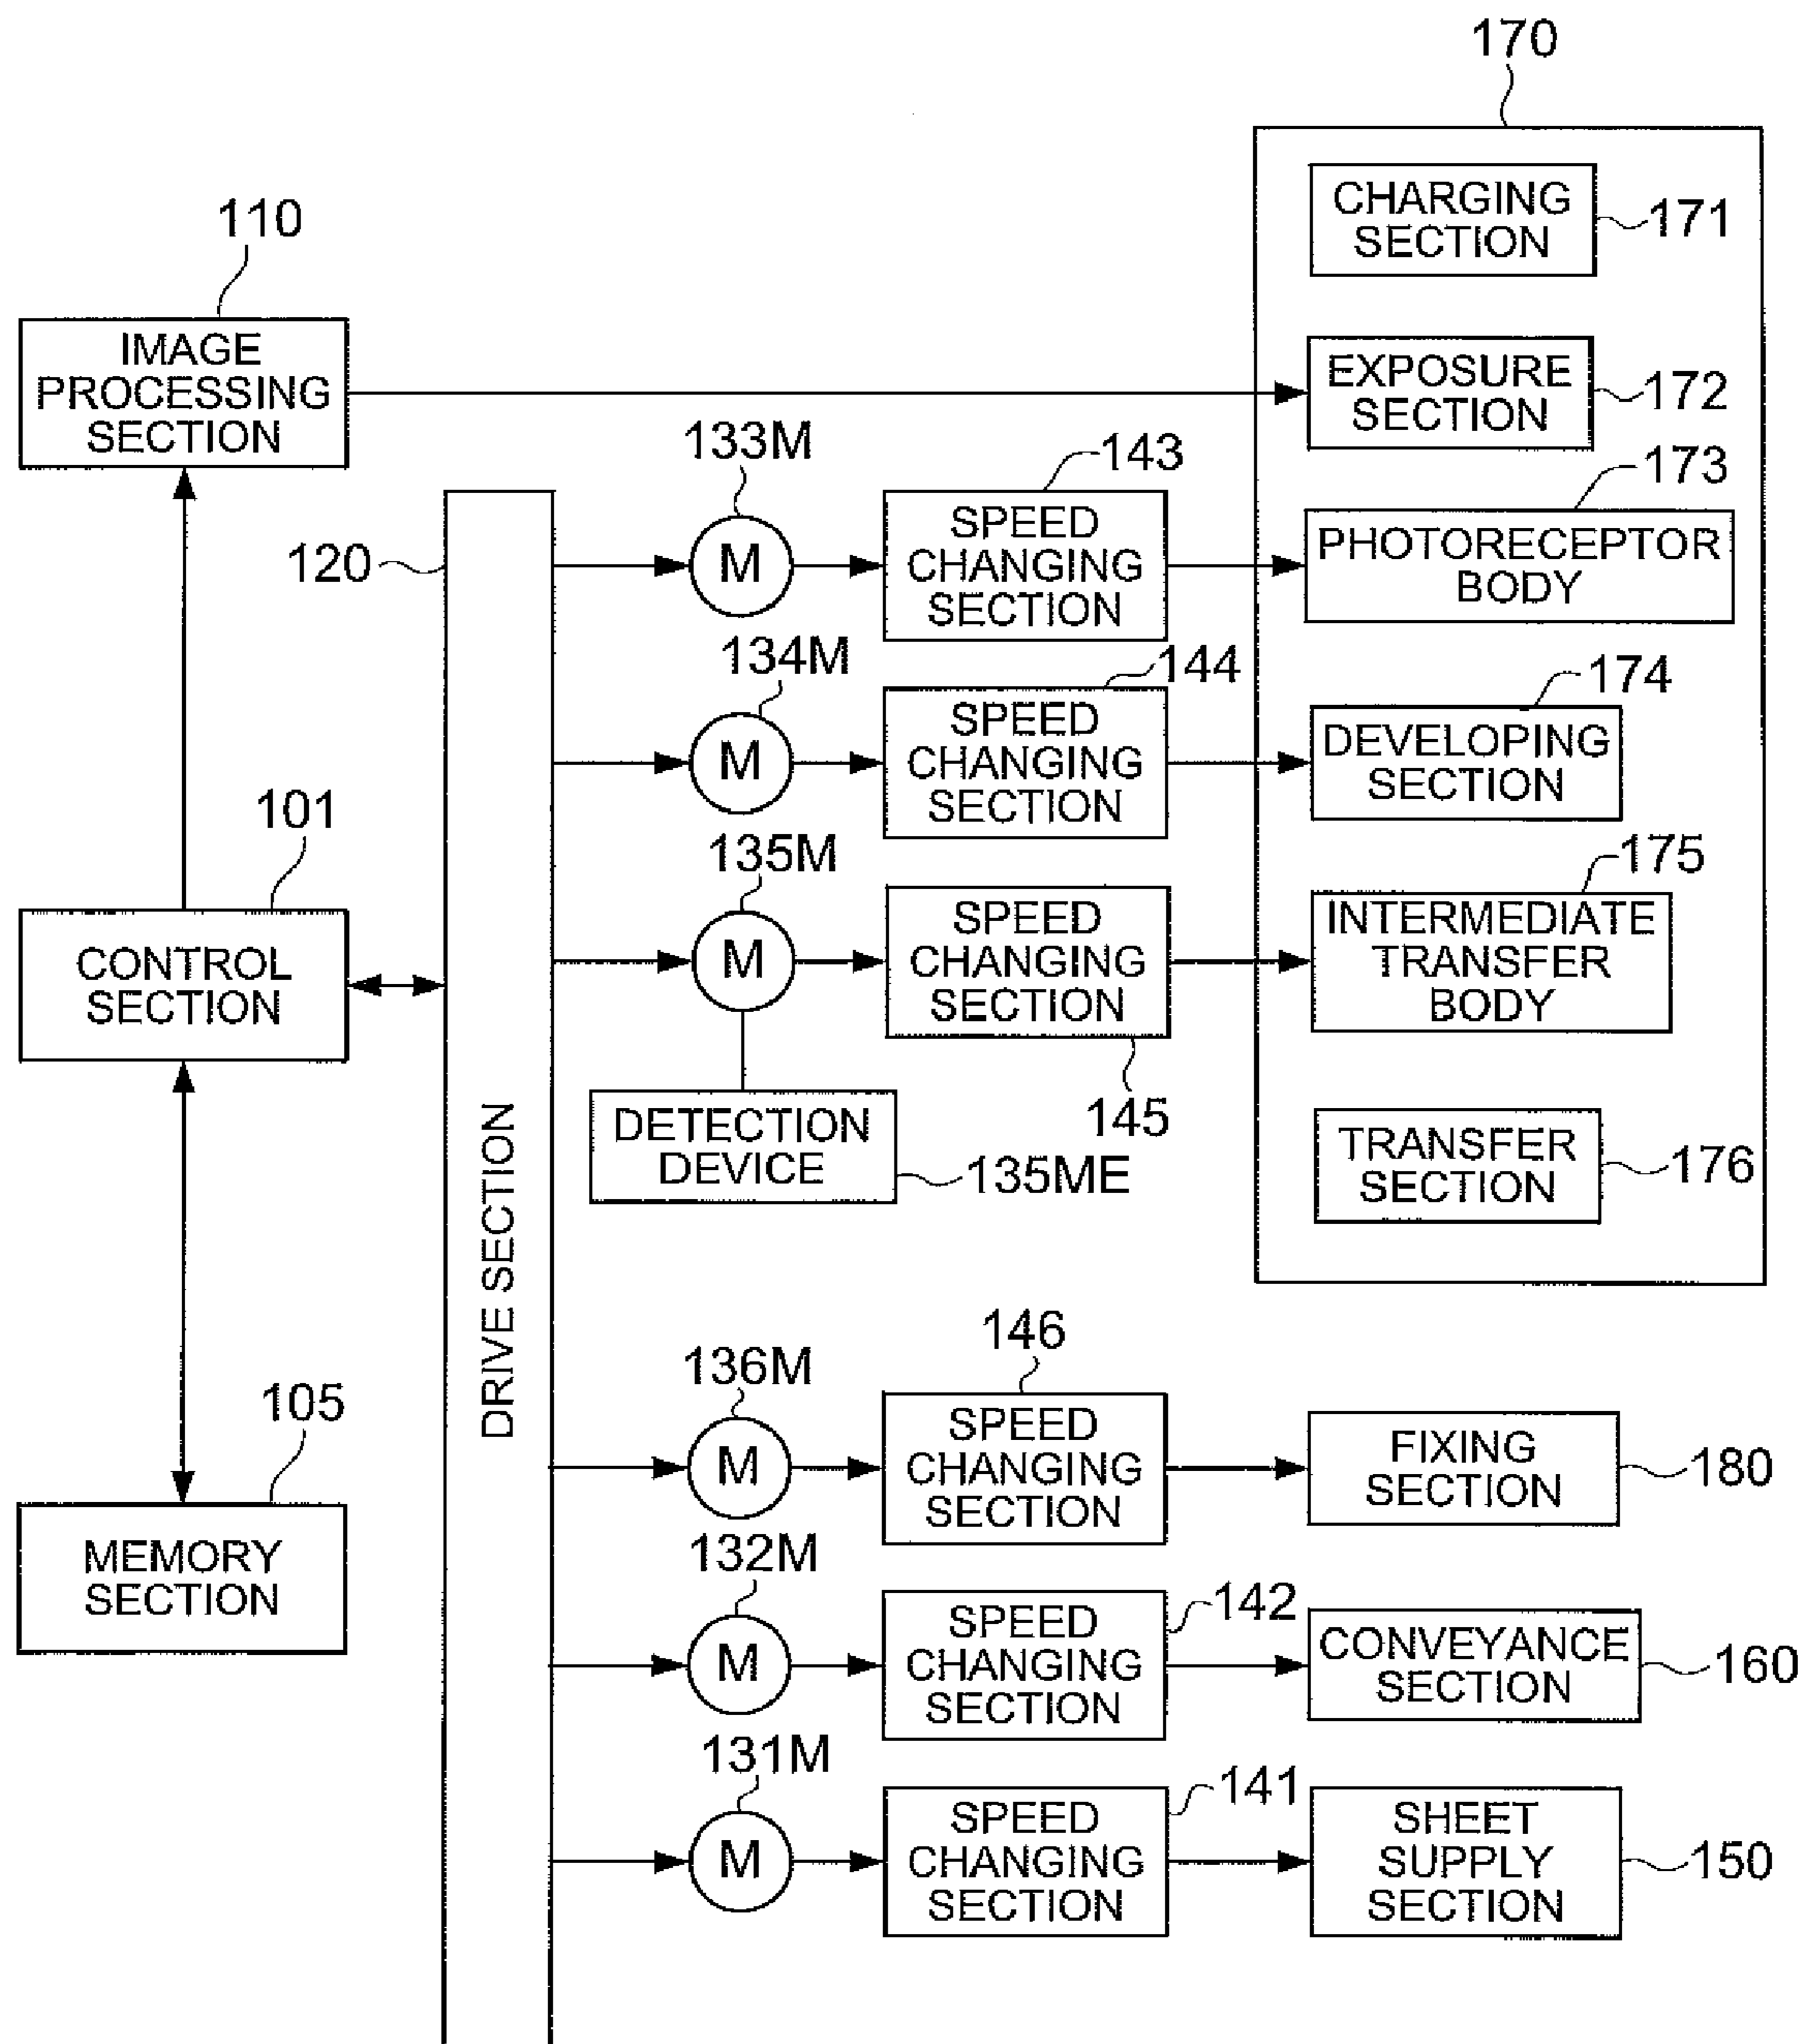 170
CHARGING
SECTION
171
110
IMAGE
PROCESSING
SECTION
EXPOSURE
SECTION
172
133M
143
173
120
M
SPEED
CHANGING
SECTION
PHOTORECEPTOR
BODY
134M
144
174
M
SPEED
CHANGING
SECTION
DEVELOPING
SECTION
101
135M
175
CONTROL
SECTION
M
SPEED
CHANGING
SECTION
INTERMEDIATE
TRANSFER
BODY
145
DETECTION
DEVICE
135ME
TRANSFER
SECTION
176
DRIVE SECTION
136M
146
105
M
SPEED
CHANGING
SECTION
FIXING
SECTION
180
MEMORY
SECTION
132M
142
M
SPEED
CHANGING
SECTION
CONVEYANCE
SECTION
160
131M
141
M
SPEED
CHANGING
SECTION
SHEET
SUPPLY
SECTION
150